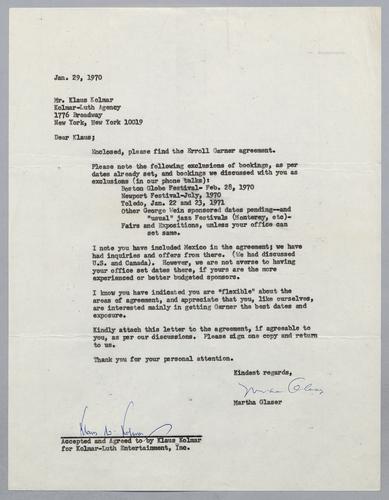 Jan. 29, 1970
Mr. Klaus Kolmar
Kolmar-Luth Agency
1776 Broadway
New York, New York 10019
Dear Klaus;
Enclosed, please find the Erroll Garner agreement.
Please note the following exclusions of bookings, as per
dates already set, and bookings we discussed with you as
exclusions (in our phone talks):
Boston Globe Festival- Feb. 28, 1970
Newport Festival-July, 1970
Toledo, Jan. 22 and 23, 1971
Other George Wein sponsored dates pending--and
"usual" jazz Festivals (Monterey, etc)-
Fairs and Expositions, unless your office can
set same.
I note you have included Mexico in the agreement; we have
had inquiries and offers from there. (We had discussed
U.S. and Canada). However, we are not averse to having
your office set dates there, if yours are the more
experienced or better budgeted sponsors.
I know you have indicated you are "flexible" about the
areas of agreement, and appreciate that you, like ourselves,
are interested mainly in getting Garner the best dates and
exposure.
Kindly attach this letter to the agreement, if agreeable to
you, as per our discussions. Please sign one copy and return
to us.
Thank you for your personal attention.
Kindest regards,
Martha Glaser
Martha Glaser
Klaus W. Kolmar
Accepted and Agreed to by Klaus Kolmar
for Kolmar-Luth Entertainment, Inc.